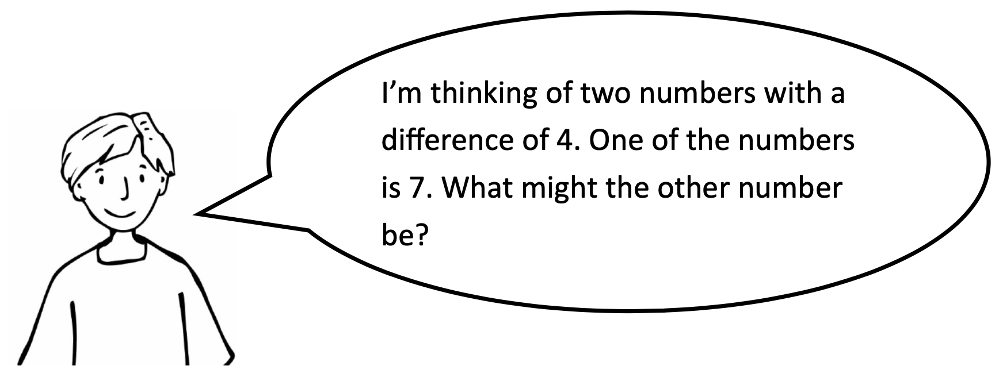 I’m thinking of two numbers with a
difference of 4. One of the numbers
is 7. What might the other number
be?